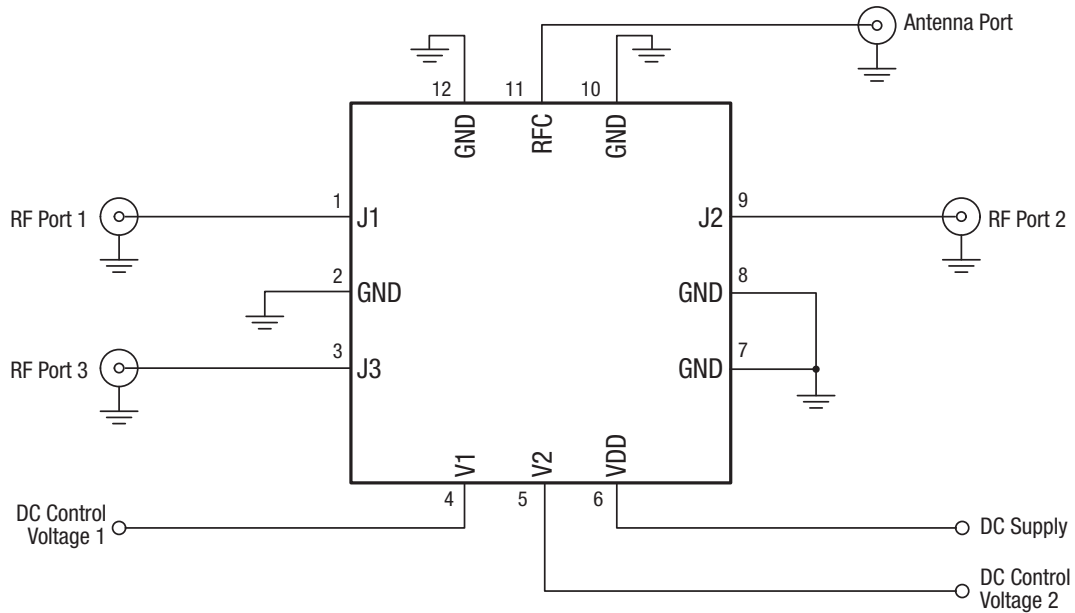 Antenna Port
12
11
10
GND
RFC
GND
RF Port 1
1
J1
J2
9
RF Port 2
2
GND
GND
8
RF Port 3
3
J3
GND
7
V1
V2
VDD
4
5
6
DC Control
Voltage 1
DC Supply
DC Control
Voltage 2